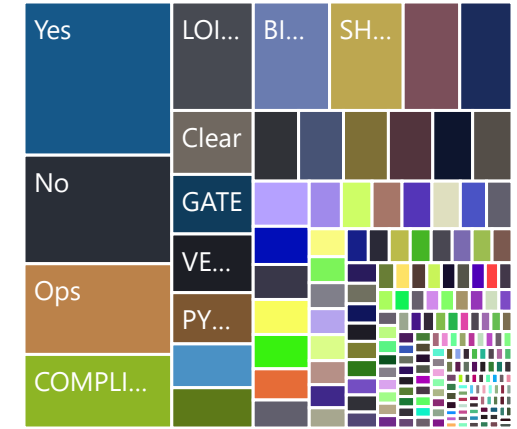 Yes
LOI...
BI...
SH...
Clear
No
GATE
VE...
Ops
PY...
COMPLI...